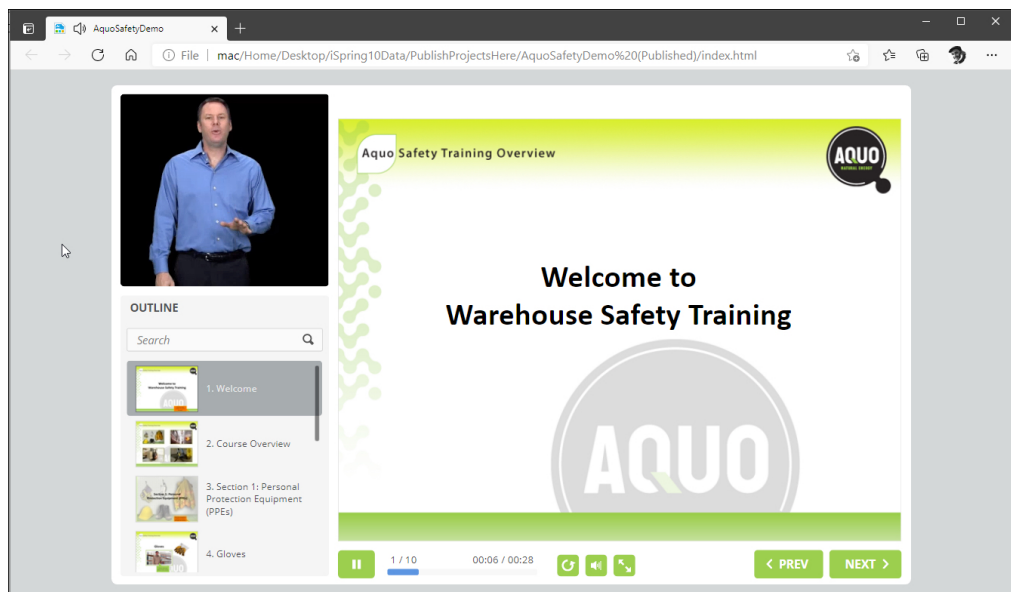 AquoSafetyDemo
File | mac/Home/Desktop/iSpring10Data/PublishProjectsHere/AquoSafetyDemo%20(Published)/index.html
Aquo Safety Training Overview
AQUO
NATURAL ENERGY
Welcome to
Warehouse Safety Training
AQUO
OUTLINE
Search
1. Welcome
2. Course Overview
3. Section 1: Personal
Protection Equipment
(PPEs)
4. Gloves
1 / 10
00:06 / 00:28
PREV
NEXT